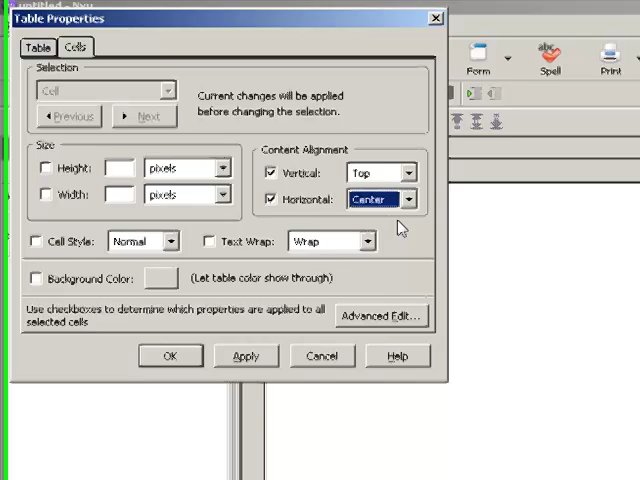 untitled - Nvu
Table Properties
Table Cells
Form Spell Print
Selection
Cell
Previous Next
Current changes will be applied
before changing the selection.
Size
Height: pixels
Width: pixels
Content Alignment
Vertical: Top
Horizontal: Center
Cell Style: Normal Text Wrap: Wrap
Background Color: (Let table color show through)
Use checkboxes to determine which properties are applied to all
selected cells
Advanced Edit...
OK Apply Cancel Help